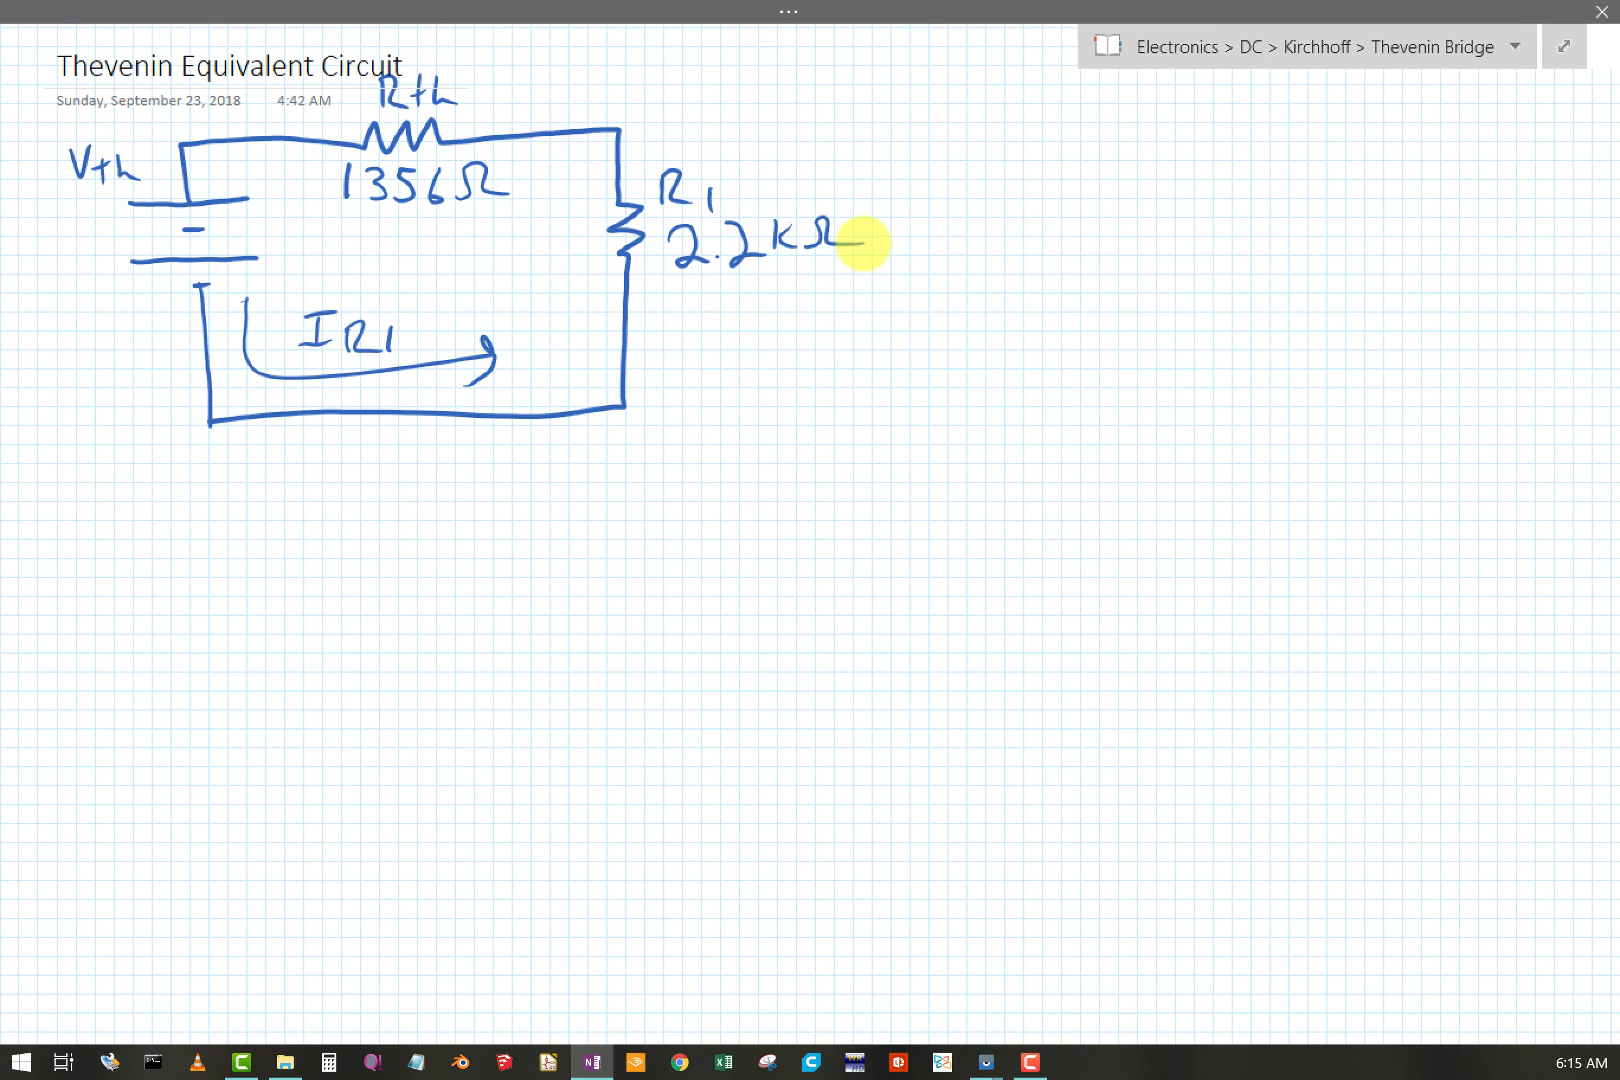 Electronics > DC > Kirchhoff > Thevenin Bridge
Thevenin Equivalent Circuit
Sunday, September 23, 2018 4:42 AM
Rth
Vth
1356Ω
R1
2.2kΩ
IR1
6:15 AM